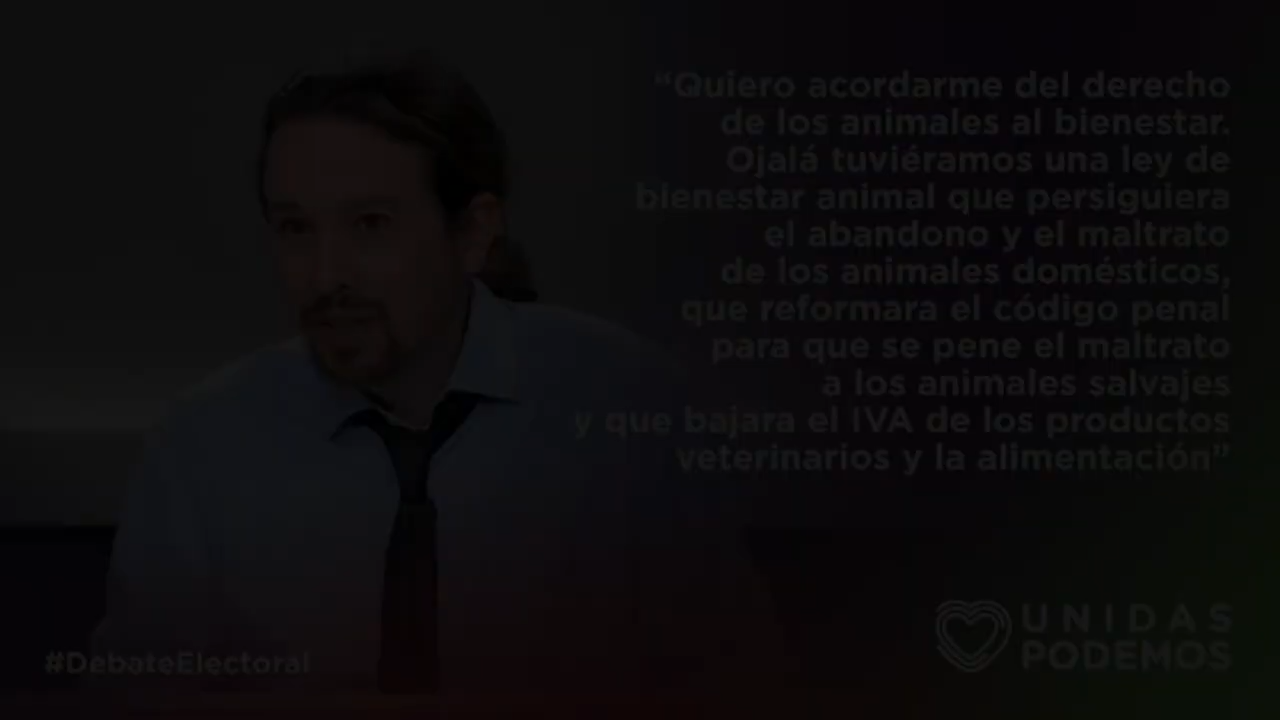 “Quiero acordarme del derecho
de los animales al bienestar.
Ojalá tuviéramos una ley de
bienestar animal que persiguiera
el abandono y el maltrato
de los animales domésticos,
que reformara el código penal
para que se pene el maltrato
a los animales salvajes
y que bajara el IVA de los productos
veterinarios y la alimentación”
#DebateElectoral
UNIDAS
PODEMOS